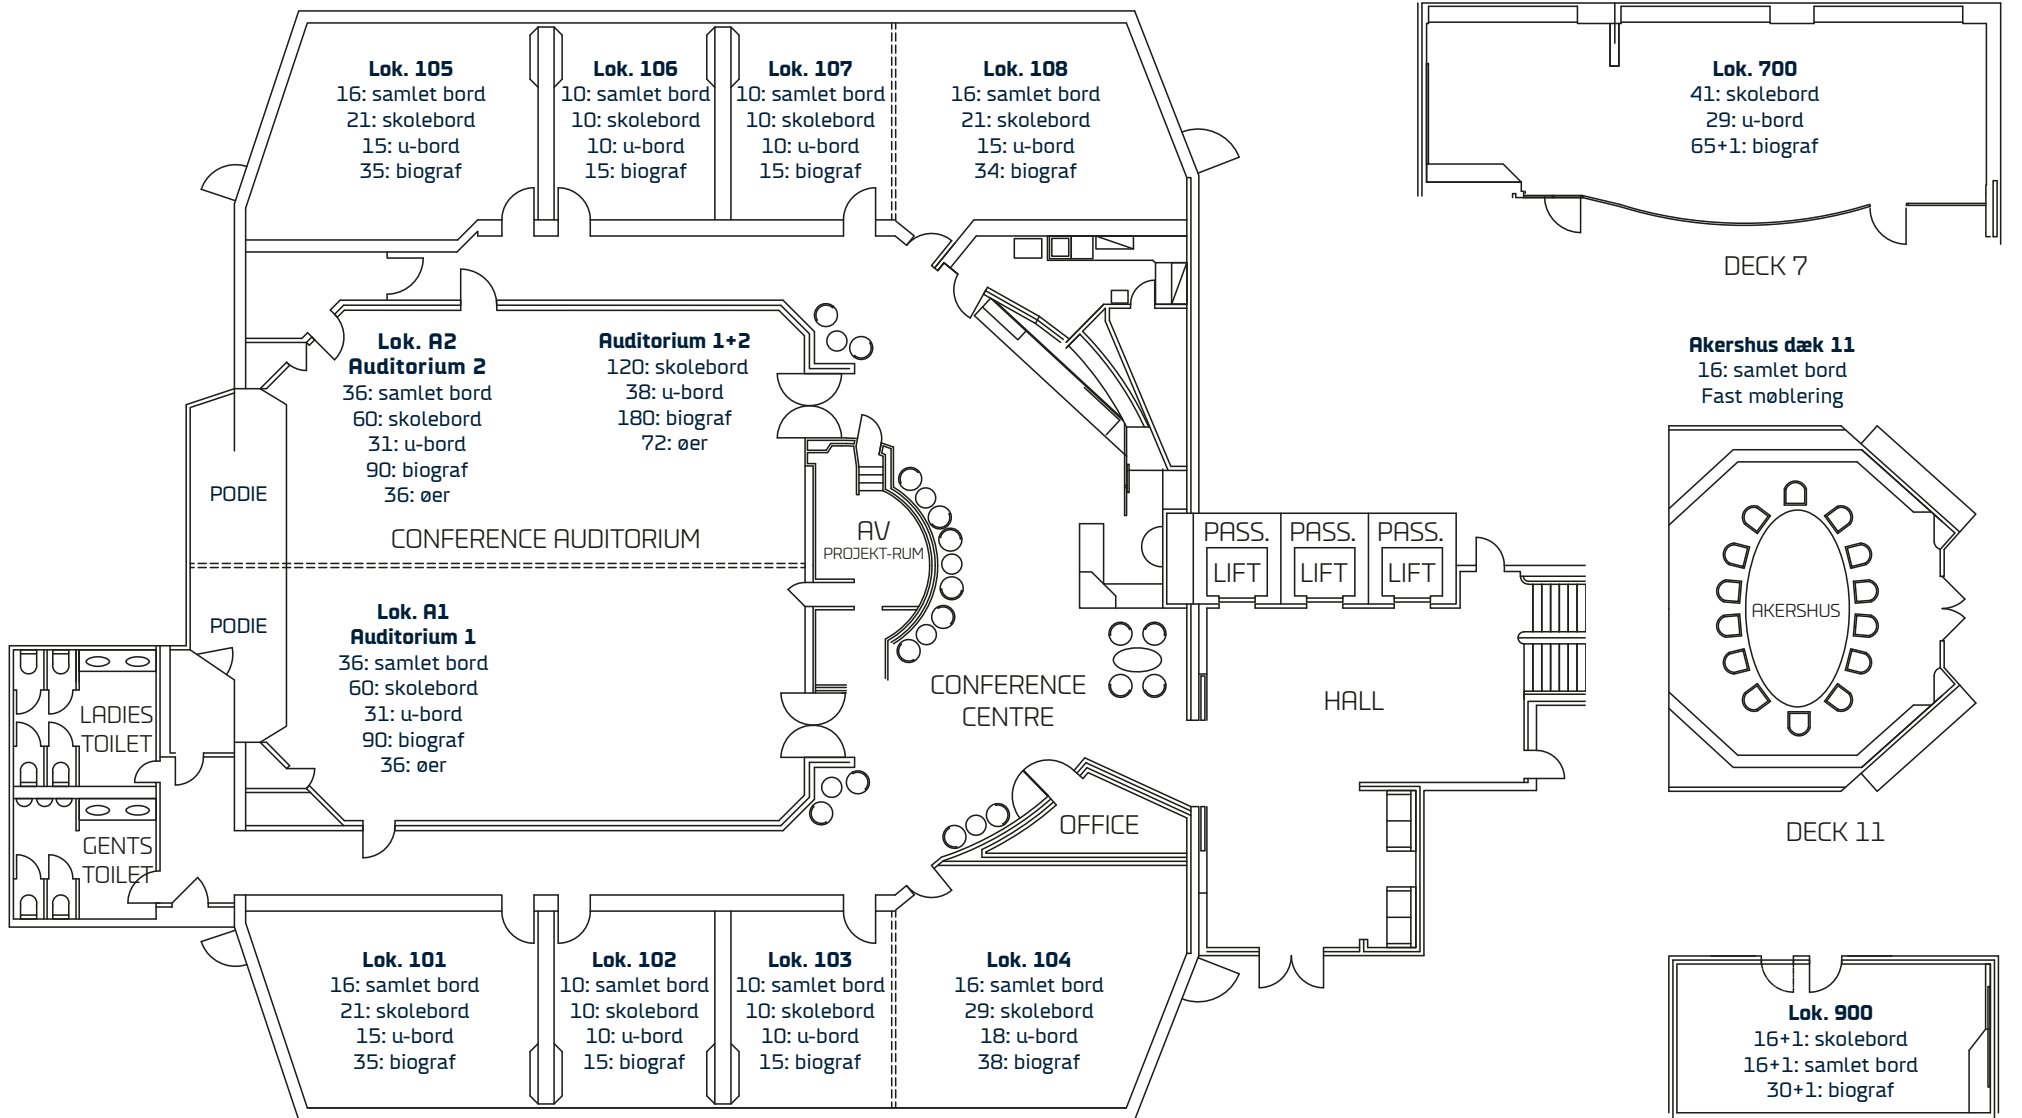 Lok. 105
16: samlet bord
21: skolebord
15: u-bord
35: biograf
Lok. 106
10: samlet bord
10: skolebord
10: u-bord
15: biograf
Lok. 107
10: samlet bord
10: skolebord
10: u-bord
15: biograf
Lok. 108
16: samlet bord
21: skolebord
15: u-bord
34: biograf
Lok. 700
41: skolebord
29: u-bord
65+1: biograf
DECK 7
Lok. A2
Auditorium 2
36: samlet bord
60: skolebord
31: u-bord
90: biograf
36: øer
Auditorium 1+2
120: skolebord
38: u-bord
180: biograf
72: øer
Akershus dæk 11
16: samlet bord
Fast møblering
PODIE
CONFERENCE AUDITORIUM
AV
PROJEKT-RUM
PASS.
LIFT
PASS.
LIFT
PASS.
LIFT
AKERSHUS
PODIE
Lok. A1
Auditorium 1
36: samlet bord
60: skolebord
31: u-bord
90: biograf
36: øer
CONFERENCE
CENTRE
HALL
LADIES
TOILET
GENTS
TOILET
OFFICE
DECK 11
Lok. 101
16: samlet bord
21: skolebord
15: u-bord
35: biograf
Lok. 102
10: samlet bord
10: skolebord
10: u-bord
15: biograf
Lok. 103
10: samlet bord
10: skolebord
10: u-bord
15: biograf
Lok. 104
16: samlet bord
29: skolebord
18: u-bord
38: biograf
Lok. 900
16+1: skolebord
16+1: samlet bord
30+1: biograf